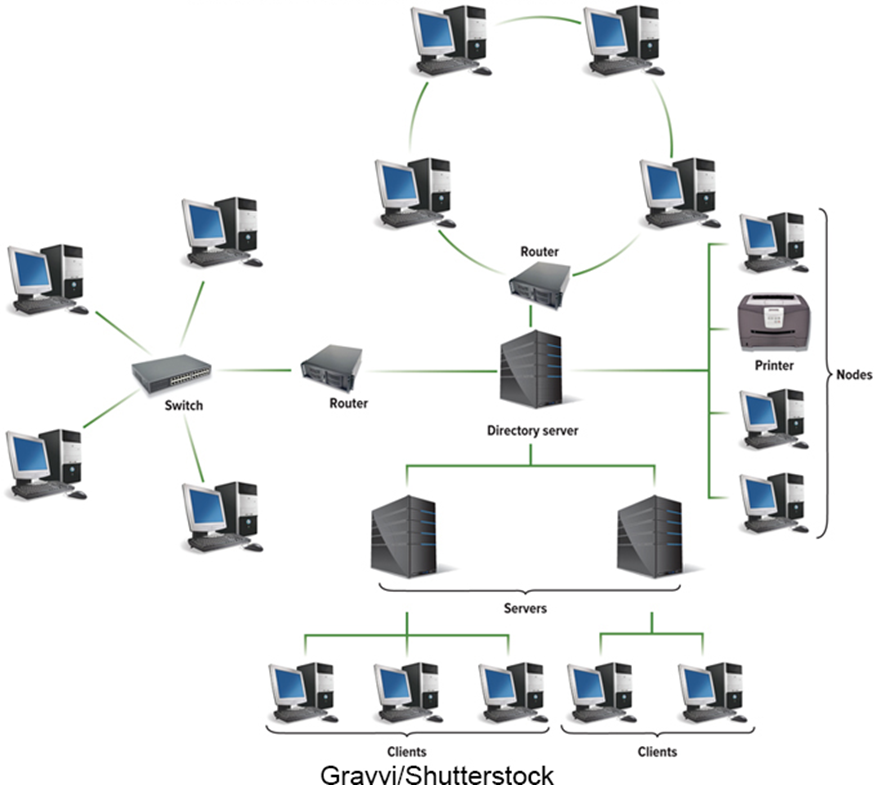 Router
Printer
Nodes
Switch
Router
Directory server
Servers
Clients
Clients
Gravvi/Shutterstock